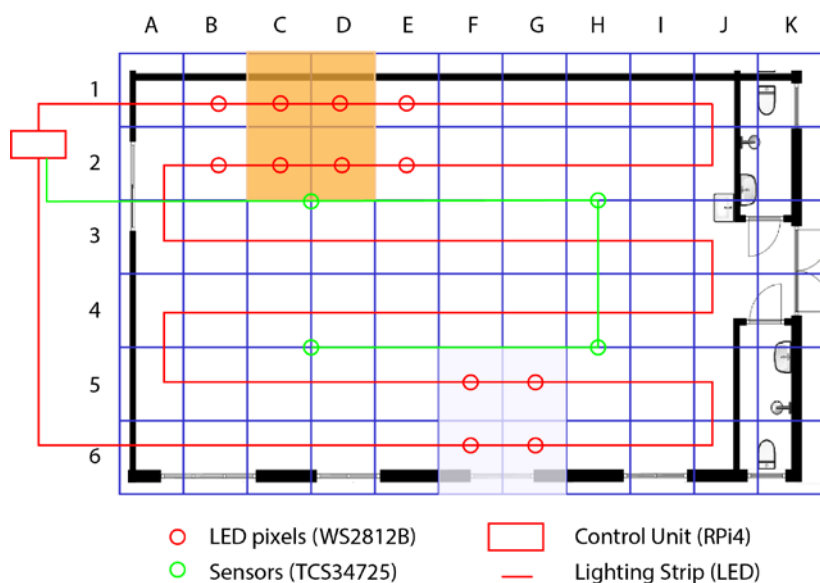 A B C D E F G H I J K
1
2
3
4
5
6
LED pixels (WS2812B) Control Unit (RPi4)
Sensors (TCS34725) Lighting Strip (LED)